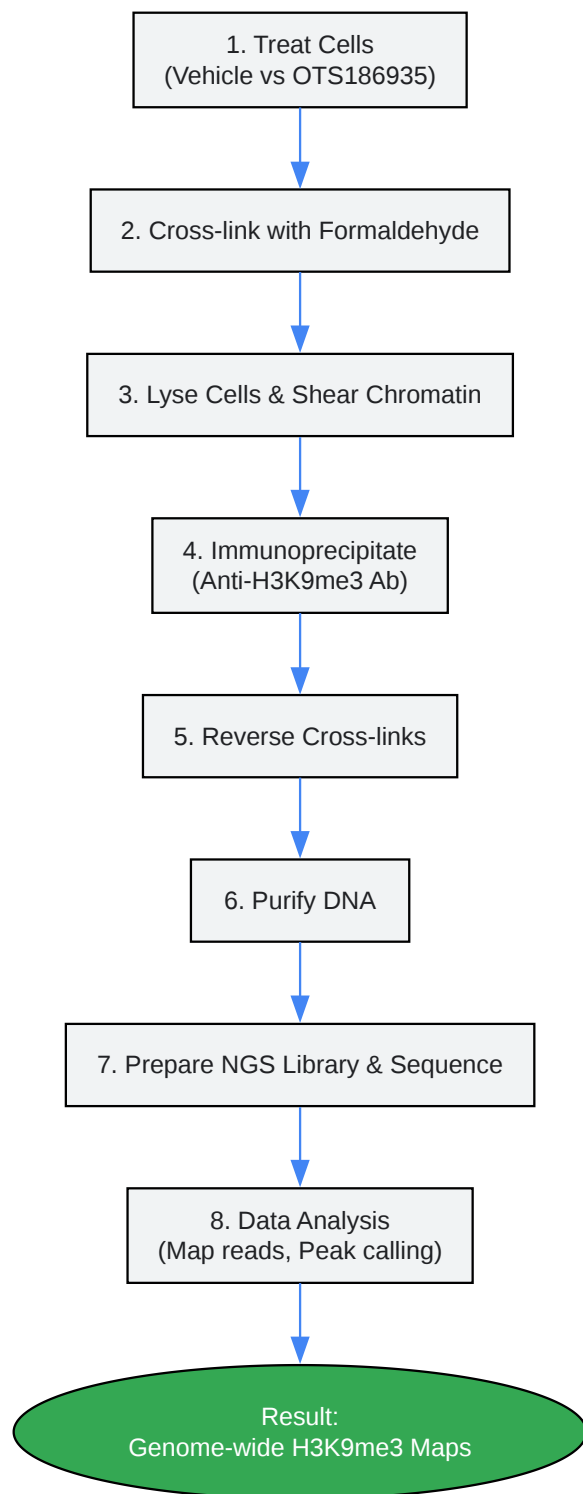 1. Treat Cells
(Vehicle vs OTS186935)
2. Cross-link with Formaldehyde
3. Lyse Cells & Shear Chromatin
4. Immunoprecipitate
(Anti-H3K9me3 Ab)
5. Reverse Cross-links
6. Purify DNA
7. Prepare NGS Library & Sequence
8. Data Analysis
(Map reads, Peak calling)
Result:
Genome-wide H3K9me3 Maps